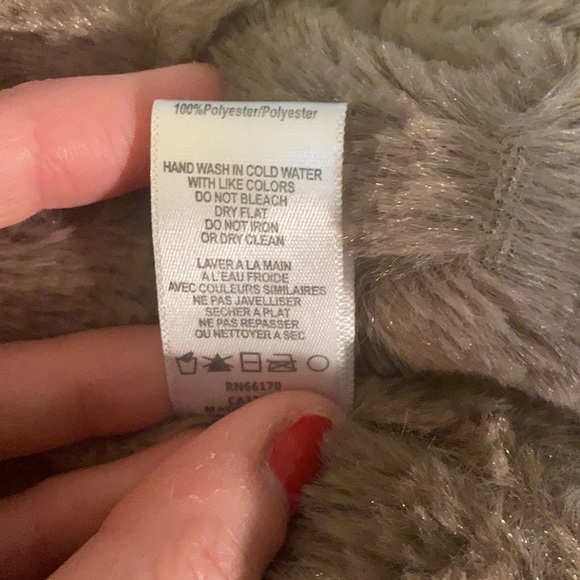 100%Polyester/Polyester
HAND WASH IN COLD WATER
WITH LIKE COLORS
DO NOT BLEACH
DRY FLAT
DO NOT IRON
OR DRY CLEAN
LAVER A LA MAIN
A L'EAU FROIDE
AVEC COULEURS SIMILAIRES
NE PAS JAVELLISER
SECHER A PLAT
NE PAS REPASSER
OU NETTOYER A SEC
RN66170